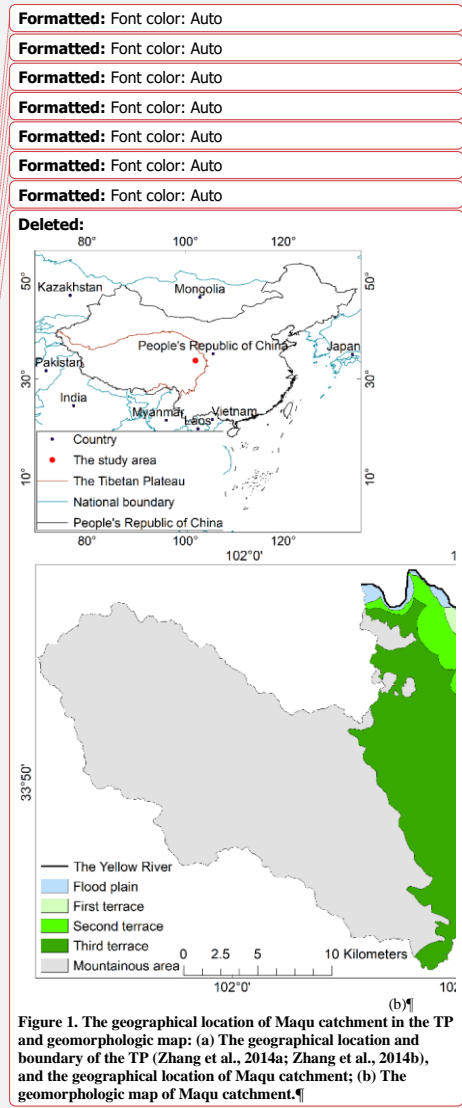 Formatted: Font color: Auto
Formatted: Font color: Auto
Formatted: Font color: Auto
Formatted: Font color: Auto
Formatted: Font color: Auto
Formatted: Font color: Auto
Formatted: Font color: Auto
Deleted:
80° 100° 120°
50° 50°
Kazakhstan
Mongolia
People's Republic of China
Japan
Pakistan
30° 30°
India
Myanmar
Laos
Vietnam
Country
The study area
10° 10°
The Tibetan Plateau
National boundary
People's Republic of China
80° 100° 120°
102°0' 1
33°50'
The Yellow River
Flood plain
First terrace
Second terrace
Third terrace
0 2.5 5 10 Kilometers
Mountainous area
102°0' 102
(b)¶
Figure 1. The geographical location of Maqu catchment in the TP
and geomorphologic map: (a) The geographical location and
boundary of the TP (Zhang et al., 2014a; Zhang et al., 2014b),
and the geographical location of Maqu catchment; (b) The
geomorphologic map of Maqu catchment.¶